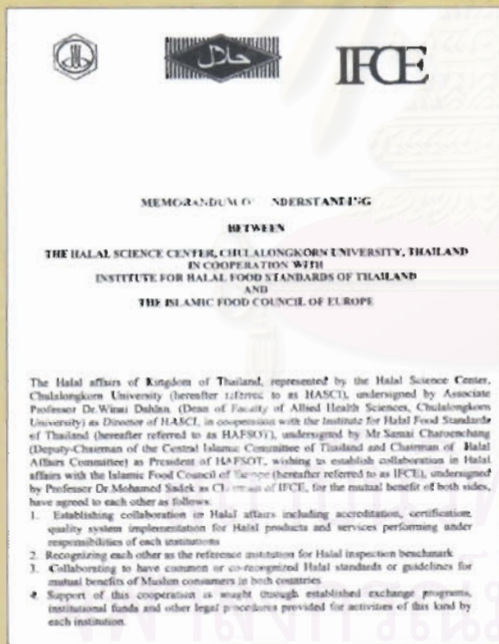 حلال
IFCE
MEMORANDUM O NDERSTANDING
BETWEEN
THE HALAL SCIENCE CENTER, CHULALONGKORN UNIVERSITY, THAILAND
IN COOPERATION WITH
INSTITUTE FOR HALAL FOOD STANDARDS OF THAILAND
AND
THE ISLAMIC FOOD COUNCIL OF EUROPE
The Halal affairs of Kingdom of Thailand, represented by the Halal Science Center,
Chulalongkorn University (hereafter referred to as HASCI), undersigned by Associate
Professor Dr.Winai Dahlan, (Dean of Faculty of Allied Health Sciences, Chulalongkorn
University) as Director of HASCI, in cooperation with the Institute for Halal Food Standards
of Thailand (hereafter referred to as HAFSOT), undersigned by Mr Samai Charoenchang
(Deputy-Chairman of the Central Islamic Committee of Thailand and Chairman of Halal
Affairs Committee) as President of HAFSOT, wishing to establish collaboration in Halal
affairs with the Islamic Food Council of Europe (hereafter referred to as IFCE), undersigned
by Professor Dr.Mohamed Sadek as Chairman of IFCE, for the mutual benefit of both sides,
have agreed to each other as follows:
1. Establishing collaboration in Halal affairs including accreditation, certification,
quality system implementation for Halal products and services performing under
responsibilities of each institutions
2. Recognizing each other as the reference institution for Halal inspection benchmark
3. Collaborating to have common or co-recognized Halal standards or guidelines for
mutual benefits of Muslim consumers in both countries
4. Support of this cooperation is sought through established exchange programs,
institutional funds and other legal procedures provided for activities of this kind by
each institution.